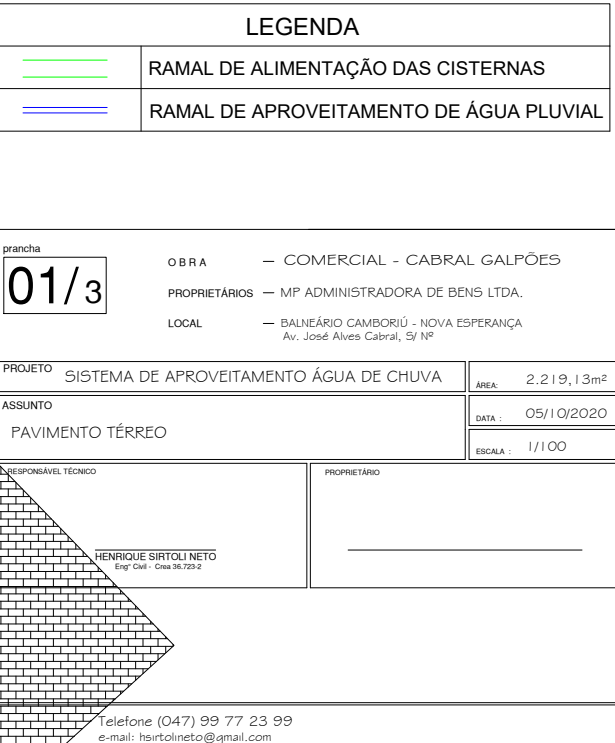 LEGENDA
RAMAL DE ALIMENTAÇÃO DAS CISTERNAS
RAMAL DE APROVEITAMENTO DE ÁGUA PLUVIAL
prancha
01/3
OBRA — COMERCIAL - CABRAL GALPÕES
PROPRIETÁRIOS — MP ADMINISTRADORA DE BENS LTDA.
LOCAL — BALNEÁRIO CAMBORIÚ - NOVA ESPERANÇA
Av. José Alves Cabral, S/ Nº
PROJETO SISTEMA DE APROVEITAMENTO ÁGUA DE CHUVA
ÁREA: 2.219,13m²
ASSUNTO
PAVIMENTO TÉRREO
DATA : 05/10/2020
ESCALA : 1/100
RESPONSÁVEL TÉCNICO
HENRIQUE SIRTOLI NETO
Engº Civil - Crea 36.723-2
PROPRIETÁRIO
Telefone (047) 99 77 23 99
e-mail: hsirtolineto@gmail.com